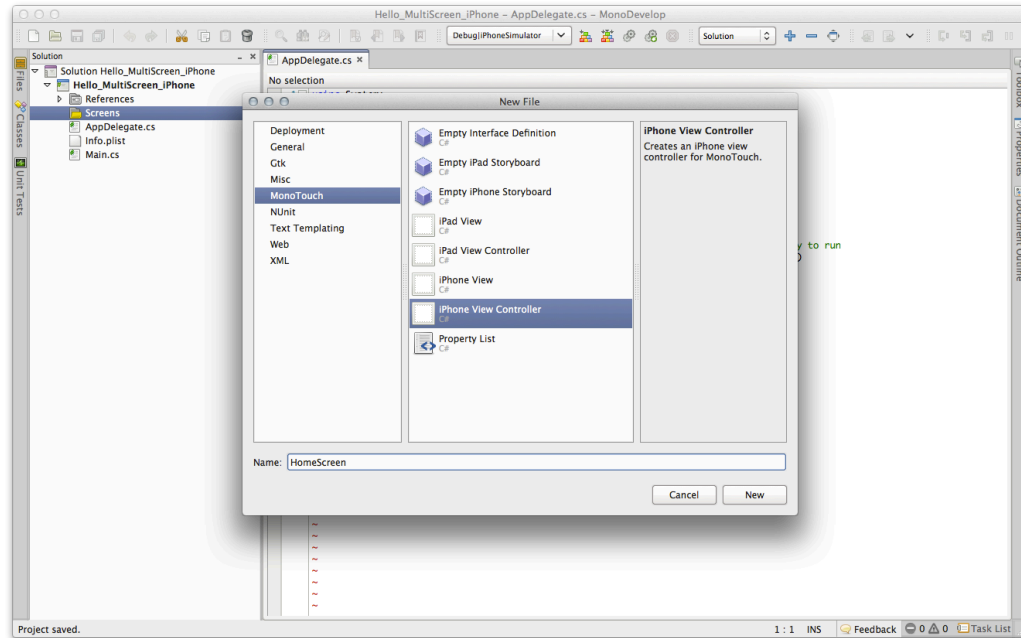 Hello_MultiScreen_iPhone – AppDelegate.cs – MonoDevelop
Debug|iPhoneSimulator
Solution
Solution
Solution Hello_MultiScreen_iPhone
Hello_MultiScreen_iPhone
References
Screens
AppDelegate.cs
Info.plist
Main.cs
Files
Classes
Unit Tests
AppDelegate.cs
No selection
New File
Deployment
General
Gtk
Misc
MonoTouch
NUnit
Text Templating
Web
XML
Empty Interface Definition
C#
Empty iPad Storyboard
C#
Empty iPhone Storyboard
C#
iPad View
C#
iPad View Controller
C#
iPhone View
C#
iPhone View Controller
C#
Property List
C#
iPhone View Controller
Creates an iPhone view
controller for MonoTouch.
y to run
)
Name: HomeScreen
Cancel
New
~
~
~
~
~
~
~
~
Toolbox
Properties
Document Outline
Project saved.
1 : 1 INS
Feedback
0
0
Task List